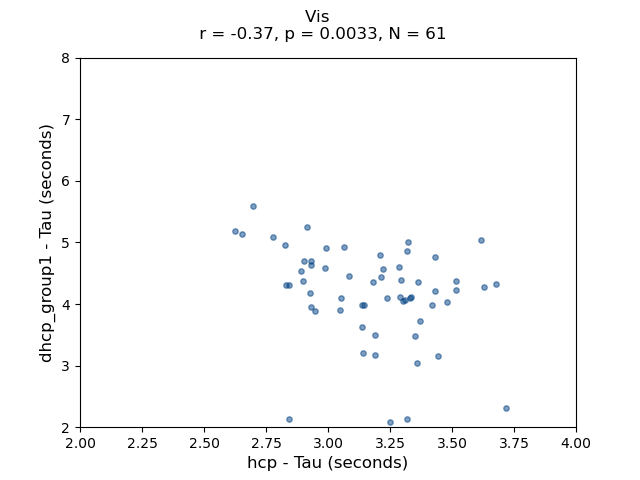 Vis
r = -0.37, p = 0.0033, N = 61
8
7
6
5
4
3
2
dhcp_group1 - Tau (seconds)
2.00 2.25 2.50 2.75 3.00 3.25 3.50 3.75 4.00
hcp - Tau (seconds)